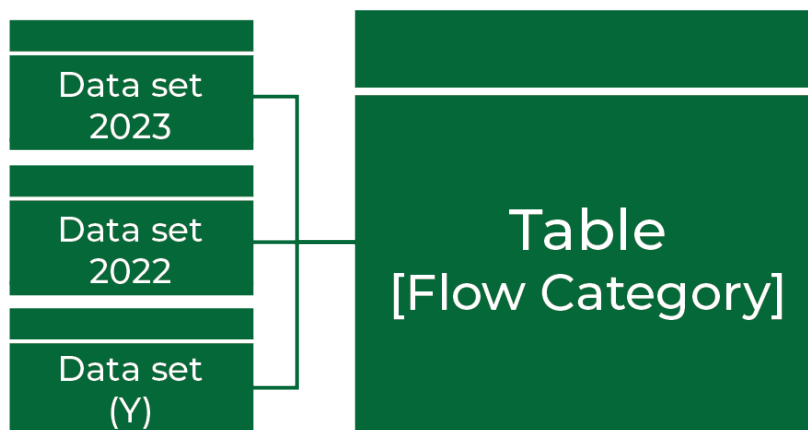 Data set
2023
Data set
2022
Data set
(Y)
Table
[Flow Category]